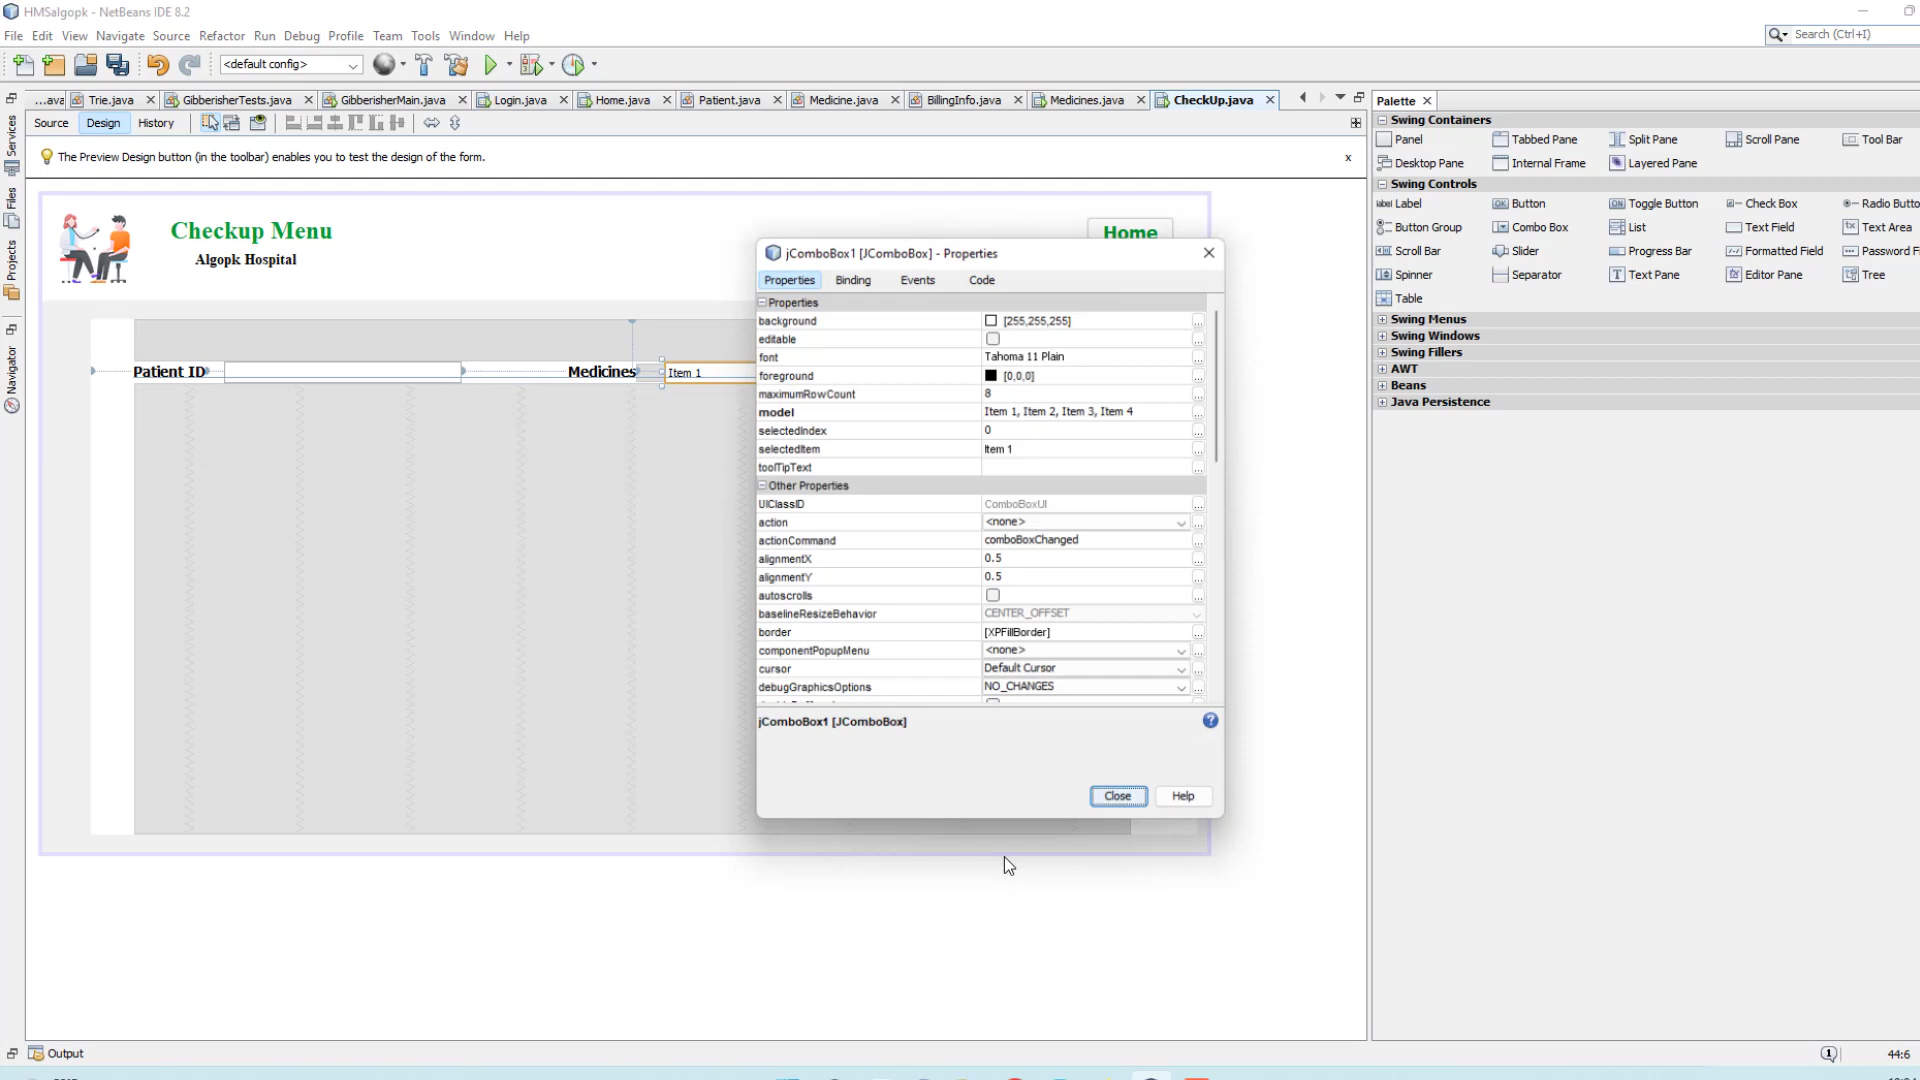 HMSalgopk - NetBeans IDE 8.2
File Edit View Navigate Source Refactor Run Debug Profile Team Tools Window Help
Search (Ctrl+I)
<default config>
...ava Trie.java GibberisherTests.java GibberisherMain.java Login.java Home.java Patient.java Medicine.java BillingInfo.java Medicines.java CheckUp.java
Source Design History
The Preview Design button (in the toolbar) enables you to test the design of the form. x
Services
Files
Projects
Navigator
Checkup Menu
Algopk Hospital
Home
Patient ID
Medicines
Item 1
jComboBox1 [JComboBox] - Properties
Properties Binding Events Code
Properties
background [255,255,255] ...
editable ...
font Tahoma 11 Plain ...
foreground [0,0,0] ...
maximumRowCount 8 ...
model Item 1, Item 2, Item 3, Item 4 ...
selectedIndex 0 ...
selectedItem Item 1 ...
toolTipText ...
Other Properties
UIClassID ComboBoxUI ...
action <none> ...
actionCommand comboBoxChanged ...
alignmentX 0.5 ...
alignmentY 0.5 ...
autoscrolls ...
baselineResizeBehavior CENTER_OFFSET
border [XPFillBorder] ...
componentPopupMenu <none> ...
cursor Default Cursor ...
debugGraphicsOptions NO_CHANGES ...
jComboBox1 [JComboBox]
Close Help
Palette
Swing Containers
Panel Tabbed Pane Split Pane Scroll Pane Tool Bar
Desktop Pane Internal Frame Layered Pane
Swing Controls
Label Button Toggle Button Check Box Radio Butto
Button Group Combo Box List Text Field Text Area
Scroll Bar Slider Progress Bar Formatted Field Password F
Spinner Separator Text Pane Editor Pane Tree
Table
Swing Menus
Swing Windows
Swing Fillers
AWT
Beans
Java Persistence
Output
44:6